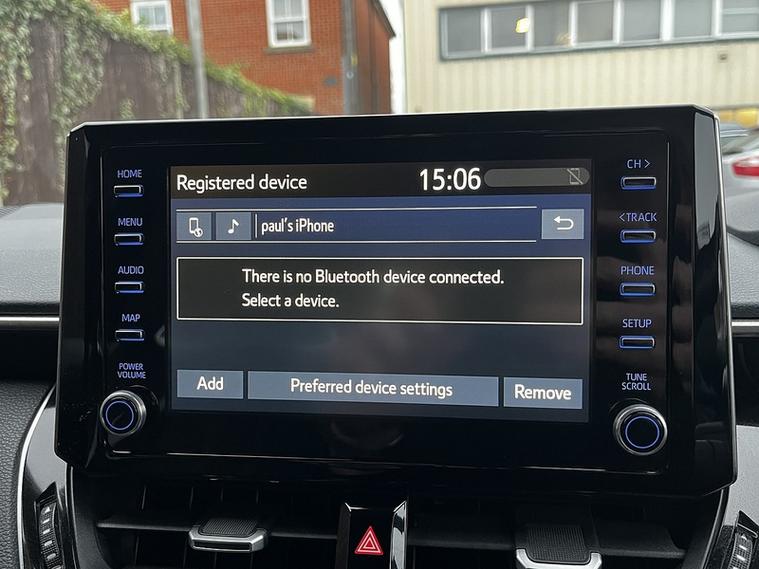 Registered device 15:06
paul's iPhone
There is no Bluetooth device connected.
Select a device.
Add Preferred device settings Remove
HOME
MENU
AUDIO
MAP
POWER
VOLUME
CH >
< TRACK
PHONE
SETUP
TUNE
SCROLL